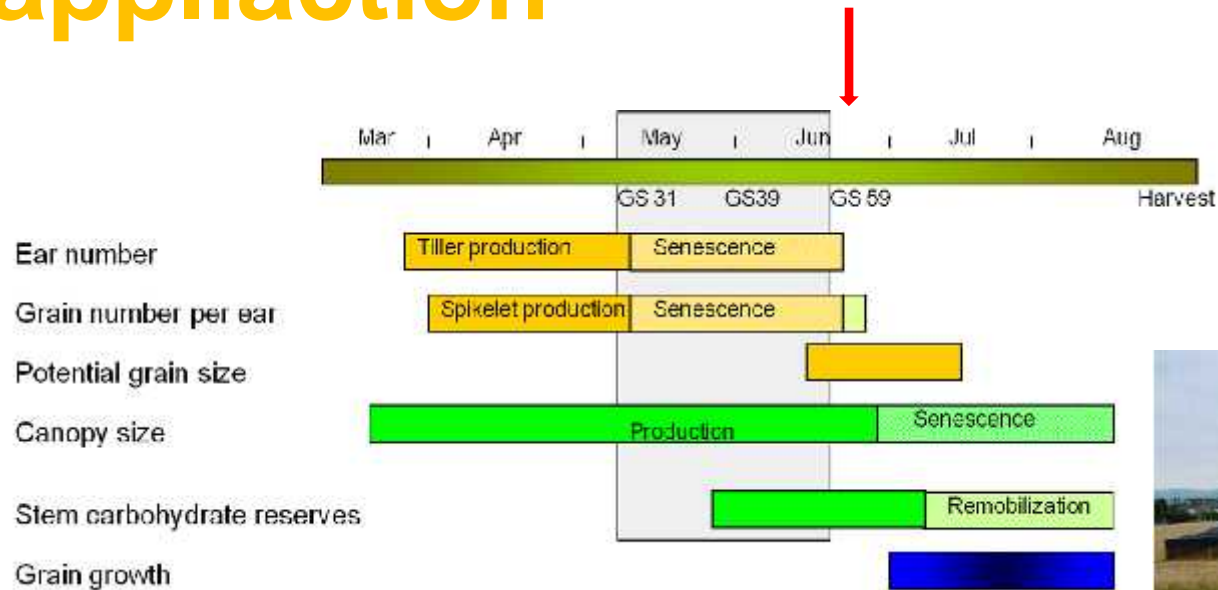 appliaction
Mar Apr May Jun Jul Aug
GS 31 GS39 GS 59 Harvest
Ear number Tiller production Senescence
Grain number per ear Spikelet production Senescence
Potential grain size
Canopy size Production Senescence
Stem carbohydrate reserves Remobilization
Grain growth